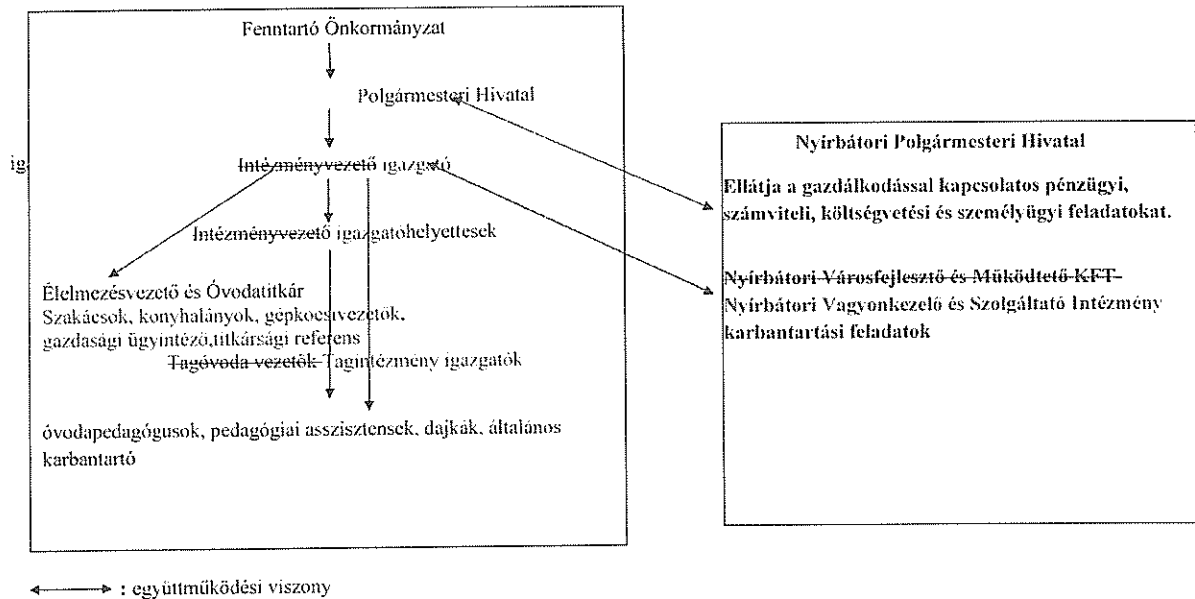 Fenntartó Önkormányzat
Polgármesteri Hivatal
ig
Intézményvezető igazgató
Intézményvezető igazgatóhelyettesek
Élelmezésvezető és Óvodatitkár
Szakácsok, konyhalányok, gépkocsivezetők,
gazdasági ügyintéző,titkársági referens
Tagóvoda vezetők Tagintézmény igazgatók
óvodapedagógusok, pedagógiai asszisztensek, dajkák, általános
karbantartó
Nyírbátori Polgármesteri Hivatal
Ellátja a gazdálkodással kapcsolatos pénzügyi,
számviteli, költségvetési és személyügyi feladatokat.
Nyírbátori Városfejlesztő és Működtető KFT
Nyírbátori Vagyonkezelő és Szolgáltató Intézmény
karbantartási feladatok
: együttműködési viszony